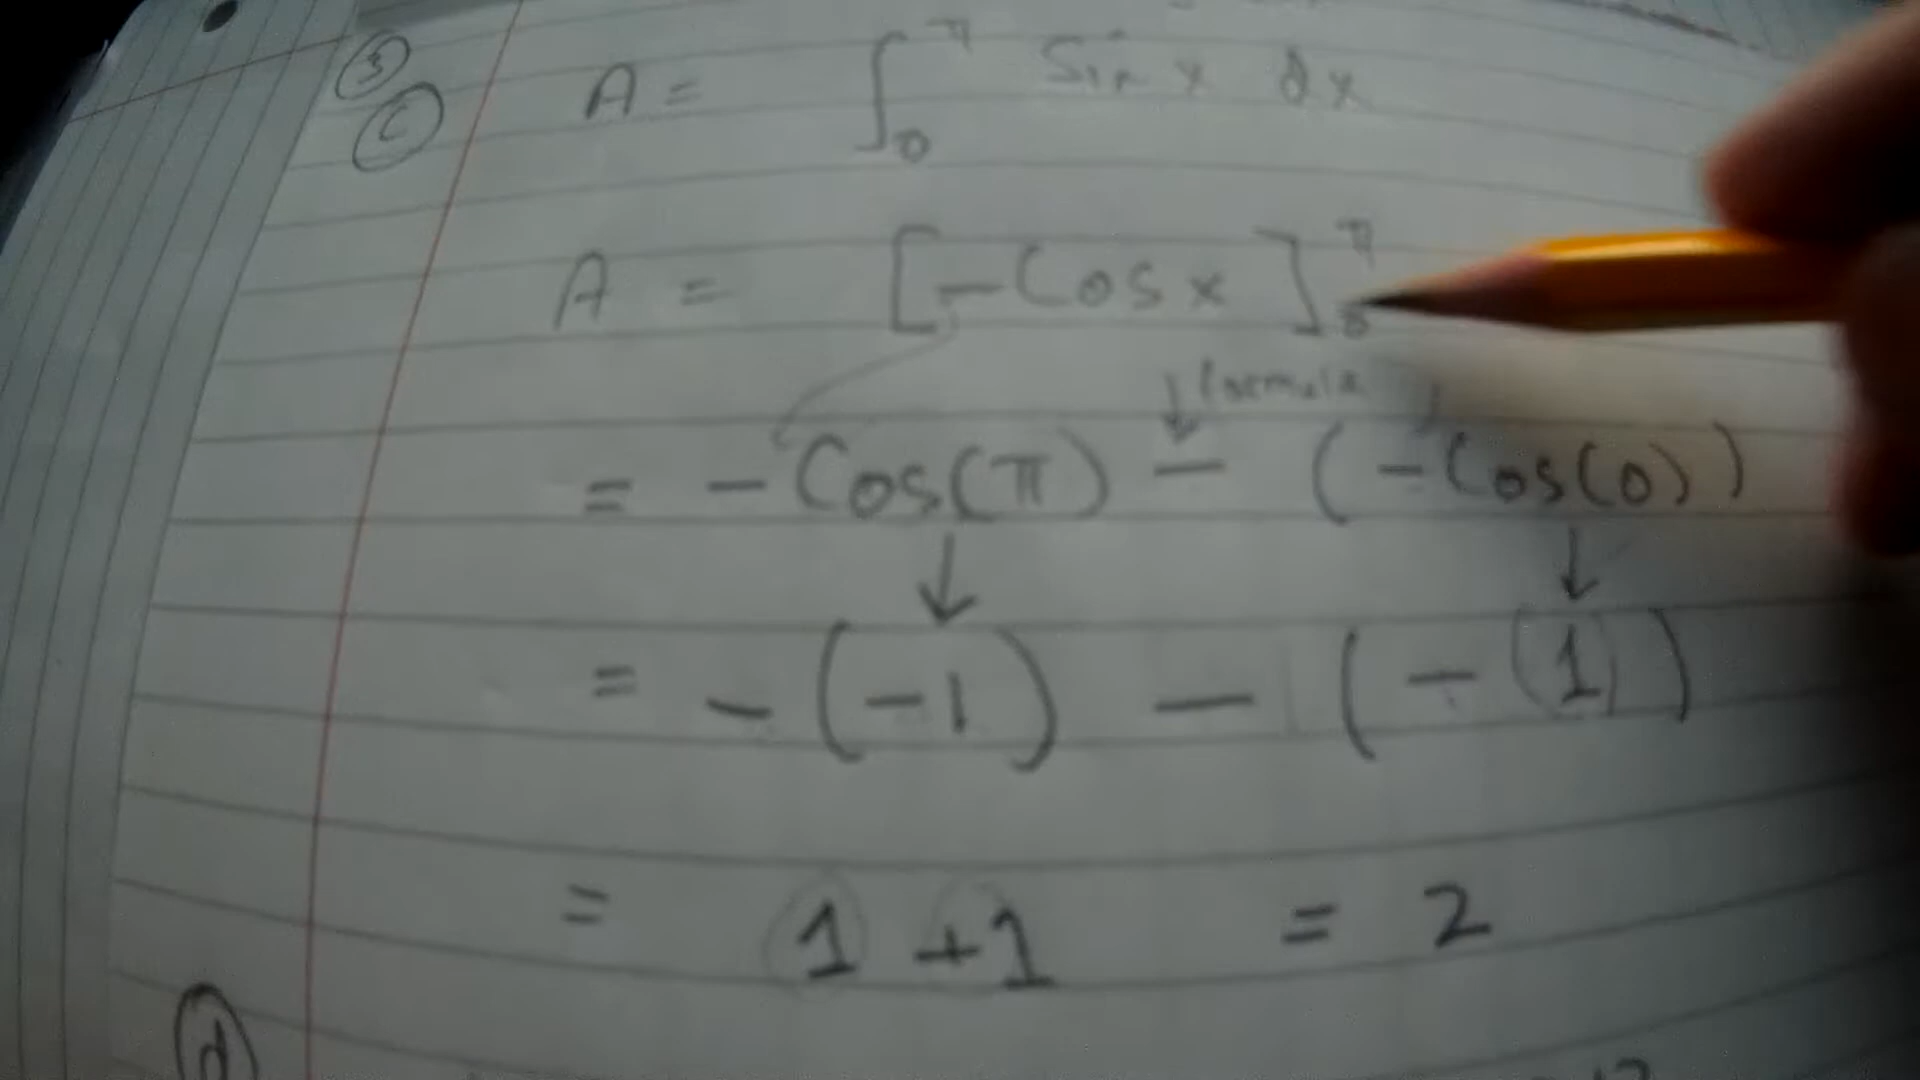 ③
ⓒ A = ∫₀^π Sin x dx
A = [-Cos x]₀^π
↓ formula
= - Cos(π) - (-Cos(0))
↓ ↓
= - (-1) - (-(1))
= 1 + 1 = 2
ⓓ